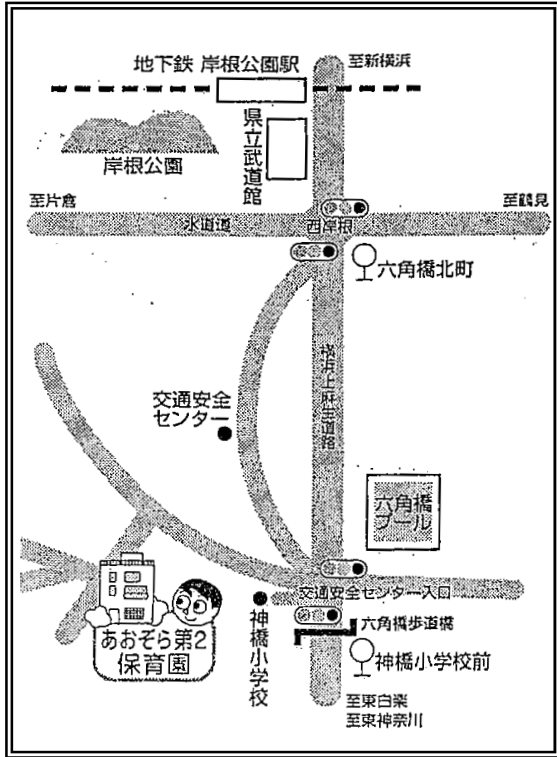 地下鉄 岸根公園駅
至新横浜
県立武道館
岸根公園
至片倉
至鶴見
水道道
西岸根
六角橋北町
横浜上麻生道路
交通安全
センター
六角橋
プール
交通安全センター入口
六角橋歩道橋
神橋小学校
あおぞら第2
保育園
神橋小学校前
至東白楽
至東神奈川